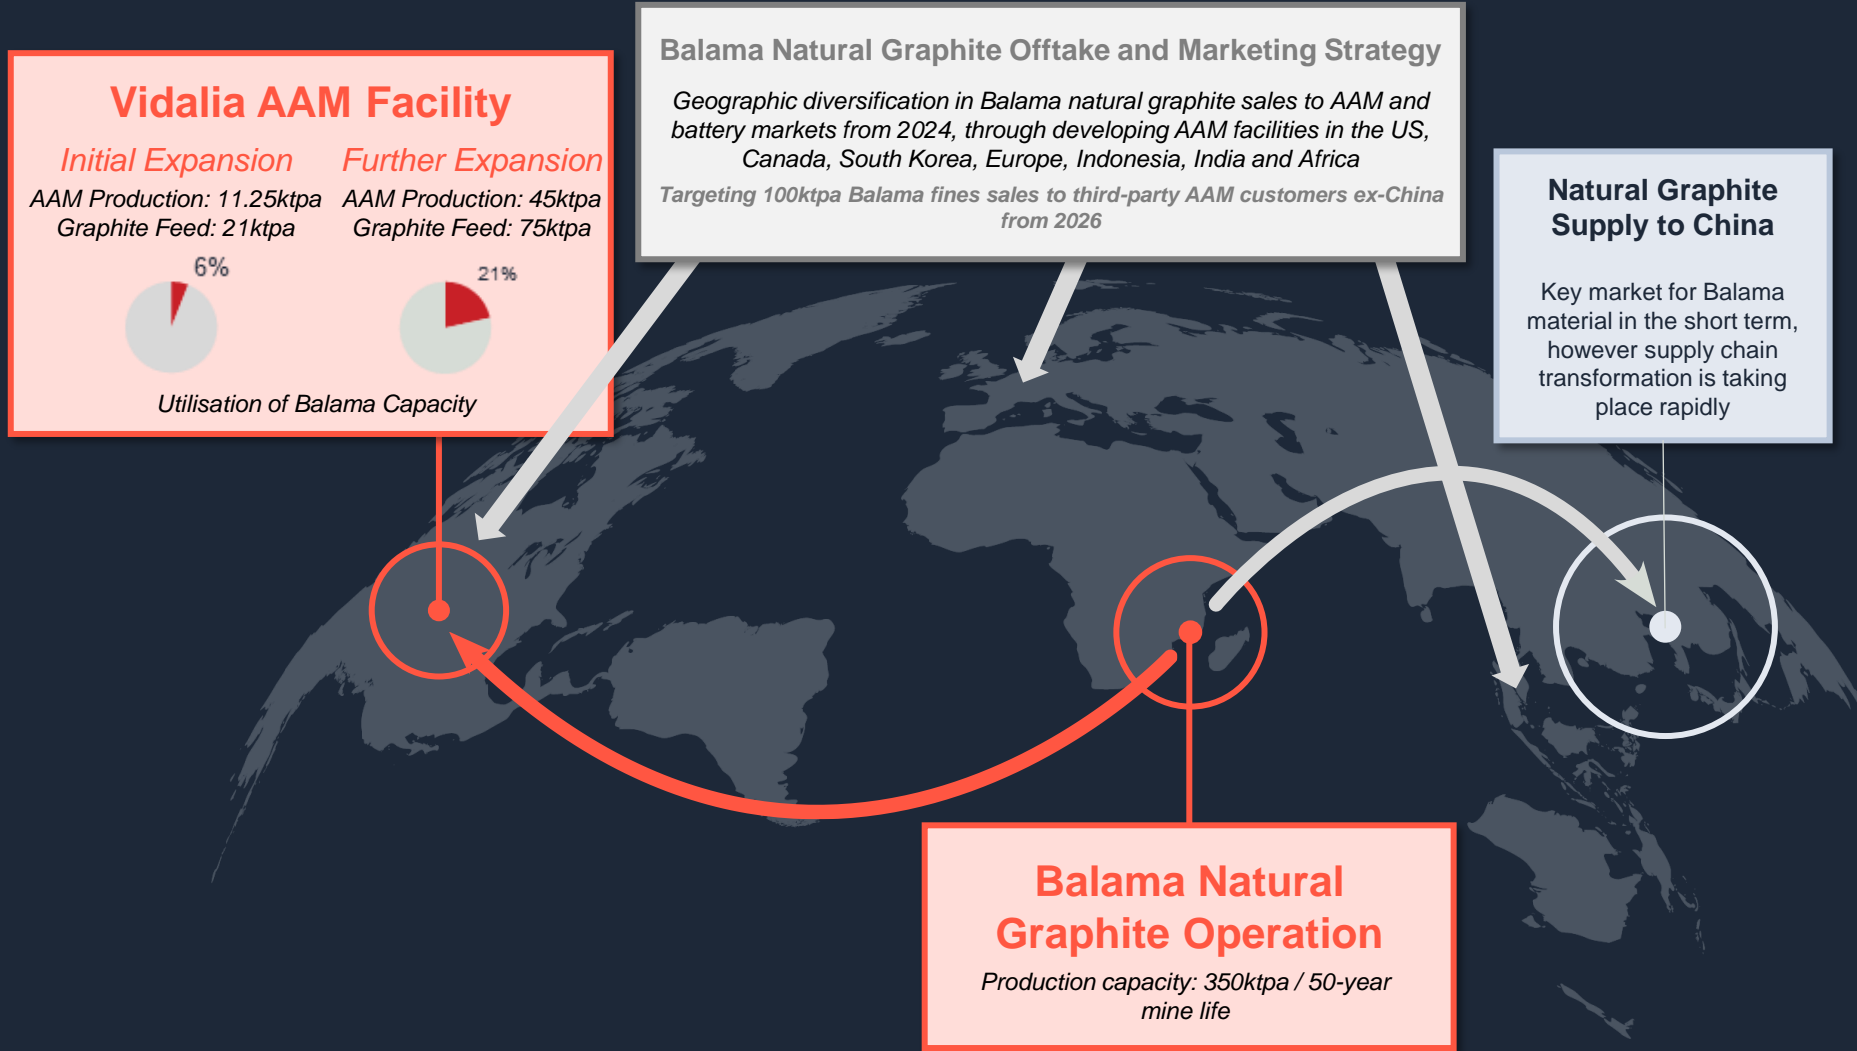 Vidalia AAM Facility
Initial Expansion
AAM Production: 11.25ktpa
Graphite Feed: 21ktpa
6%
Further Expansion
AAM Production: 45ktpa
Graphite Feed: 75ktpa
21%
Utilisation of Balama Capacity
Balama Natural Graphite Offtake and Marketing Strategy
Geographic diversification in Balama natural graphite sales to AAM and
battery markets from 2024, through developing AAM facilities in the US,
Canada, South Korea, Europe, Indonesia, India and Africa
Targeting 100ktpa Balama fines sales to third-party AAM customers ex-China
from 2026
Natural Graphite
Supply to China
Key market for Balama
material in the short term,
however supply chain
transformation is taking
place rapidly
Balama Natural
Graphite Operation
Production capacity: 350ktpa / 50-year
mine life